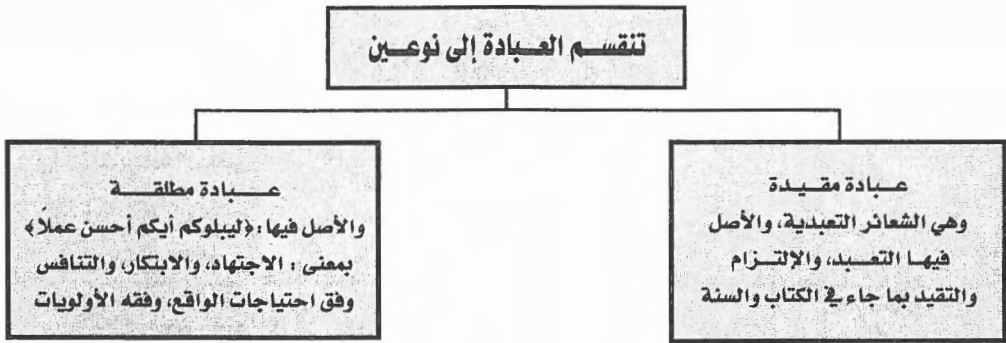 تنقسم العبادة إلى نوعين
عبادة مقيدة
وهي الشعائر التعبدية، والأصل
فيها التعبد، والإلتزام
والتقيد بما جاء في الكتاب والسنة
عبادة مطلقة
والأصل فيها: ﴿ليبلوكم أيكم أحسن عملاً﴾
بمعنى: الاجتهاد، والابتكار، والتنافس
وفق احتياجات الواقع، وفقه الأولويات